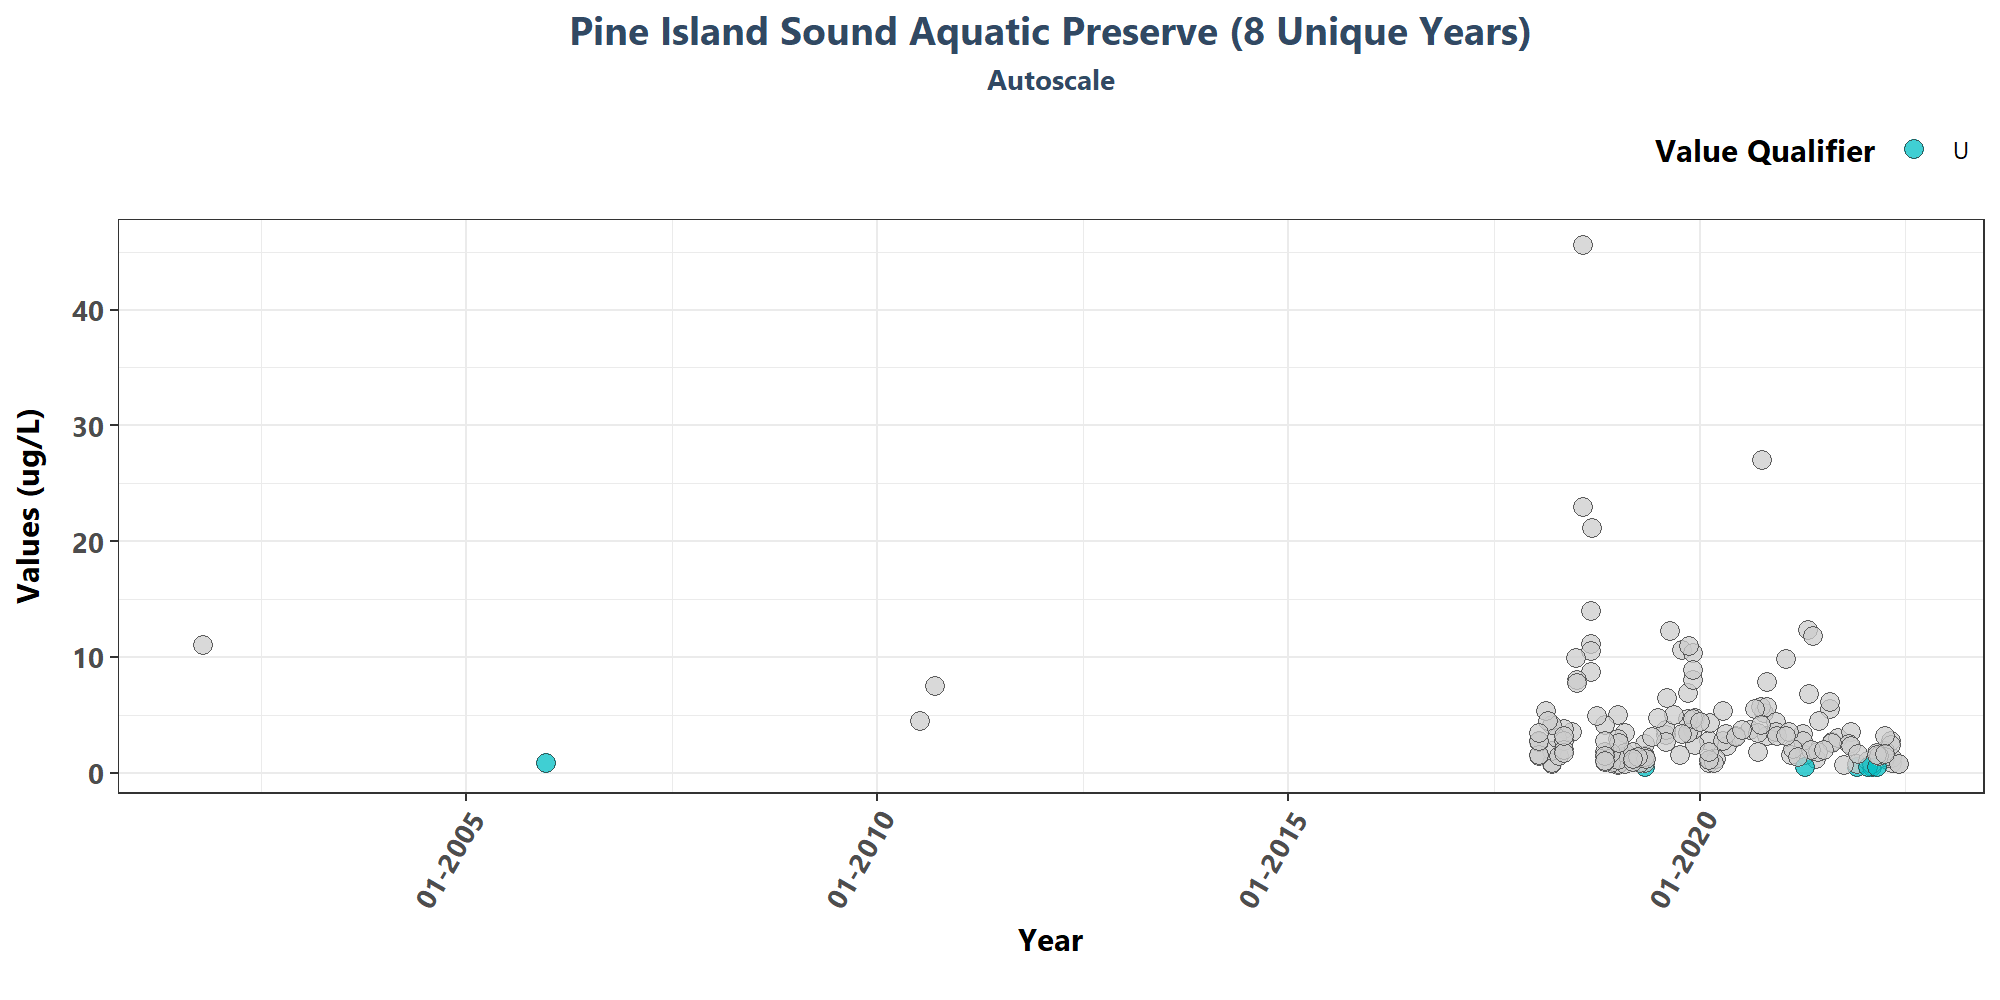 Pine Island Sound Aquatic Preserve (8 Unique Years)
Autoscale
Value Qualifier U
Values (ug/L)
40
30
20
10
0
01-2005 01-2010 01-2015 01-2020
Year